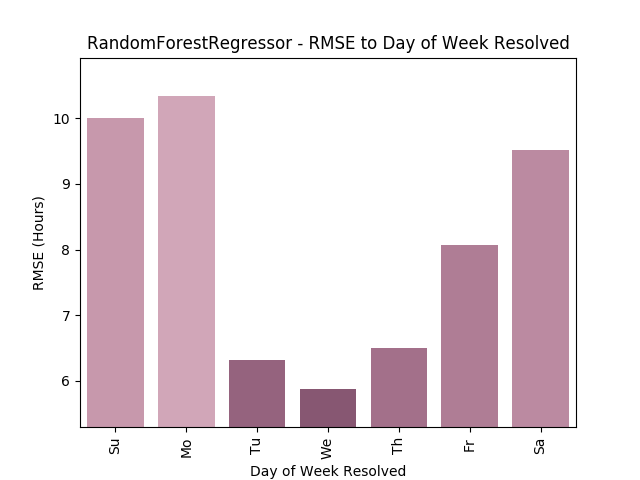 RandomForestRegressor - RMSE to Day of Week Resolved
10
9
8
7
6
RMSE (Hours)
Su
Mo
Tu
We
Th
Fr
Sa
Day of Week Resolved